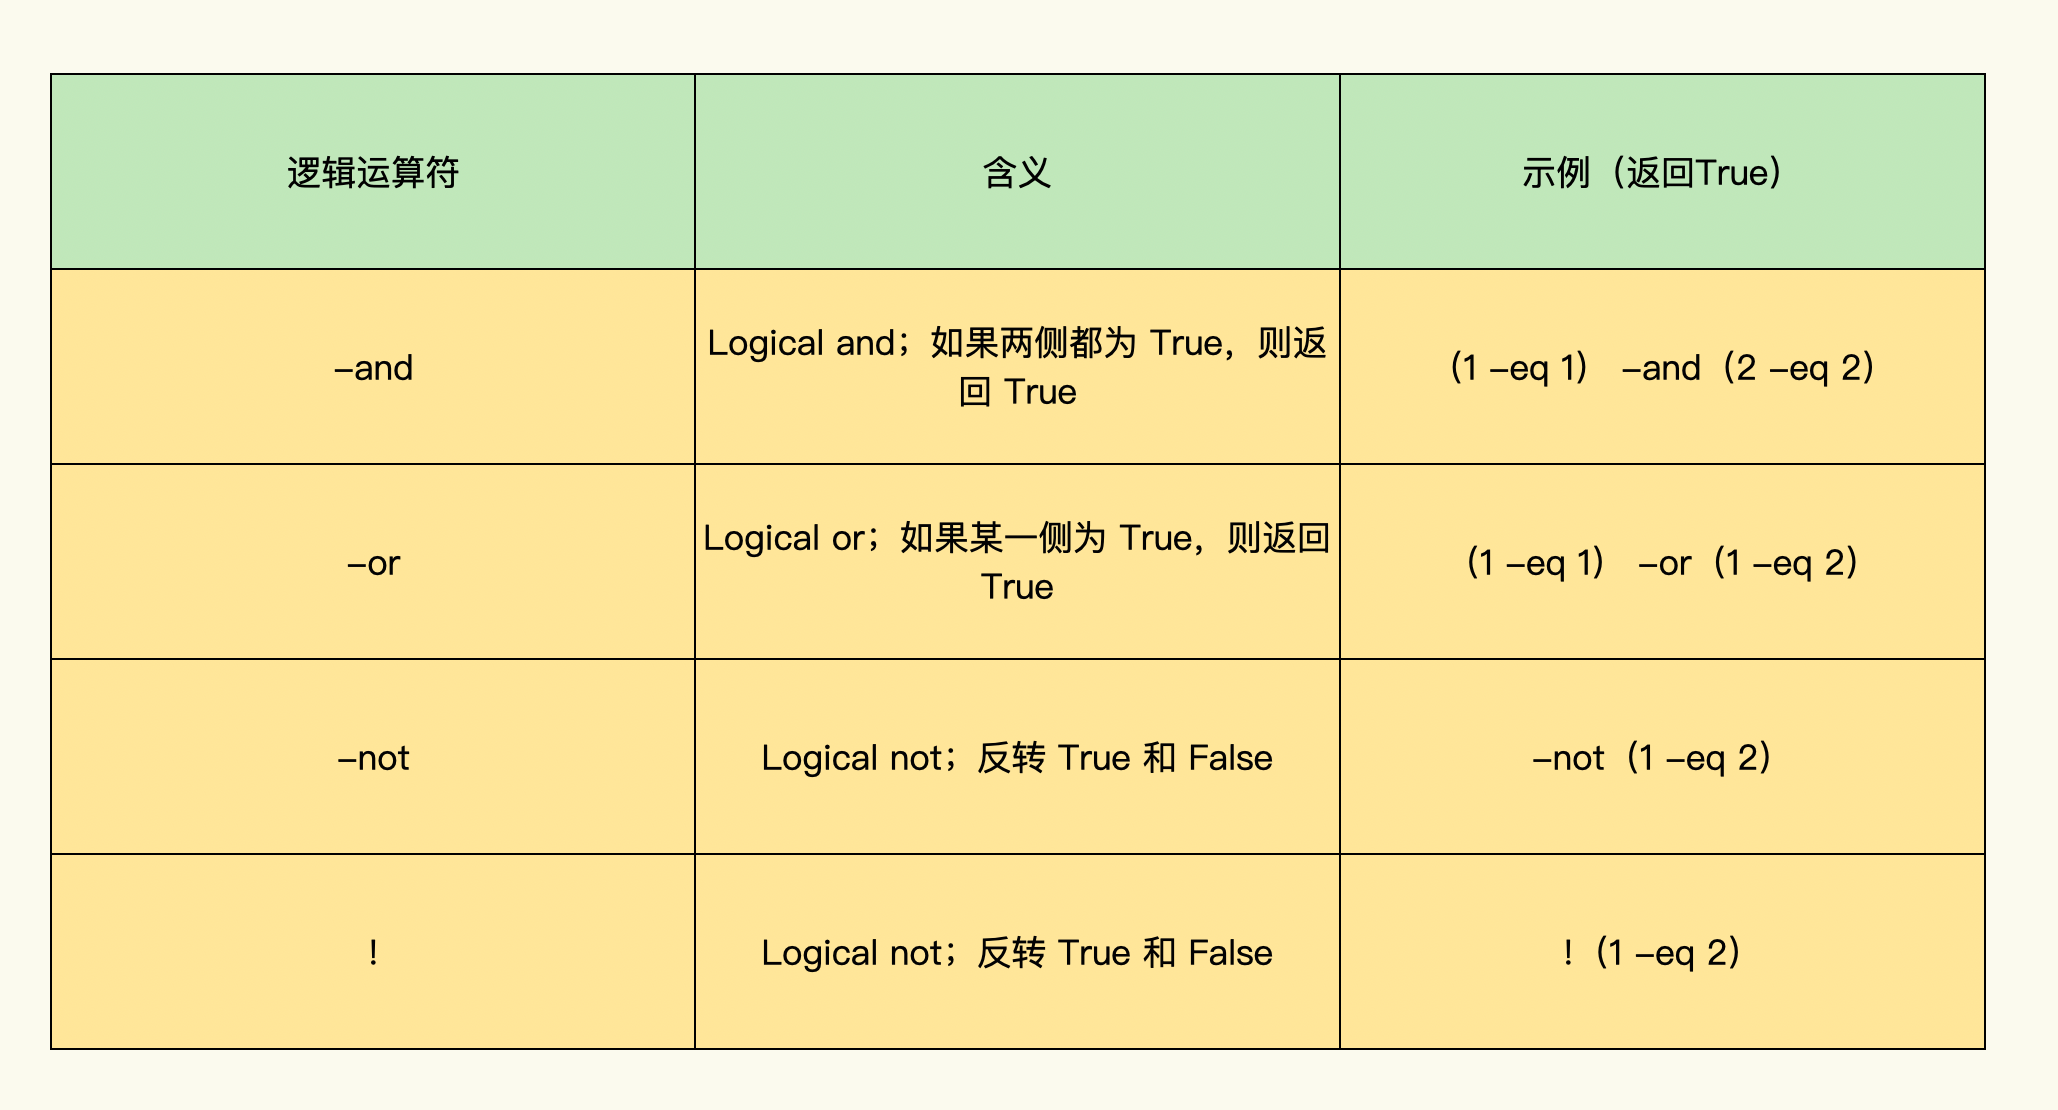 逻辑运算符
含义
示例（返回True）
–and
Logical and；如果两侧都为 True，则返
回 True
（1 –eq 1） –and（2 –eq 2）
–or
Logical or；如果某一侧为 True，则返回
True
（1 –eq 1） –or（1 –eq 2）
–not
Logical not；反转 True 和 False
–not（1 –eq 2）
！
Logical not；反转 True 和 False
！（1 –eq 2）